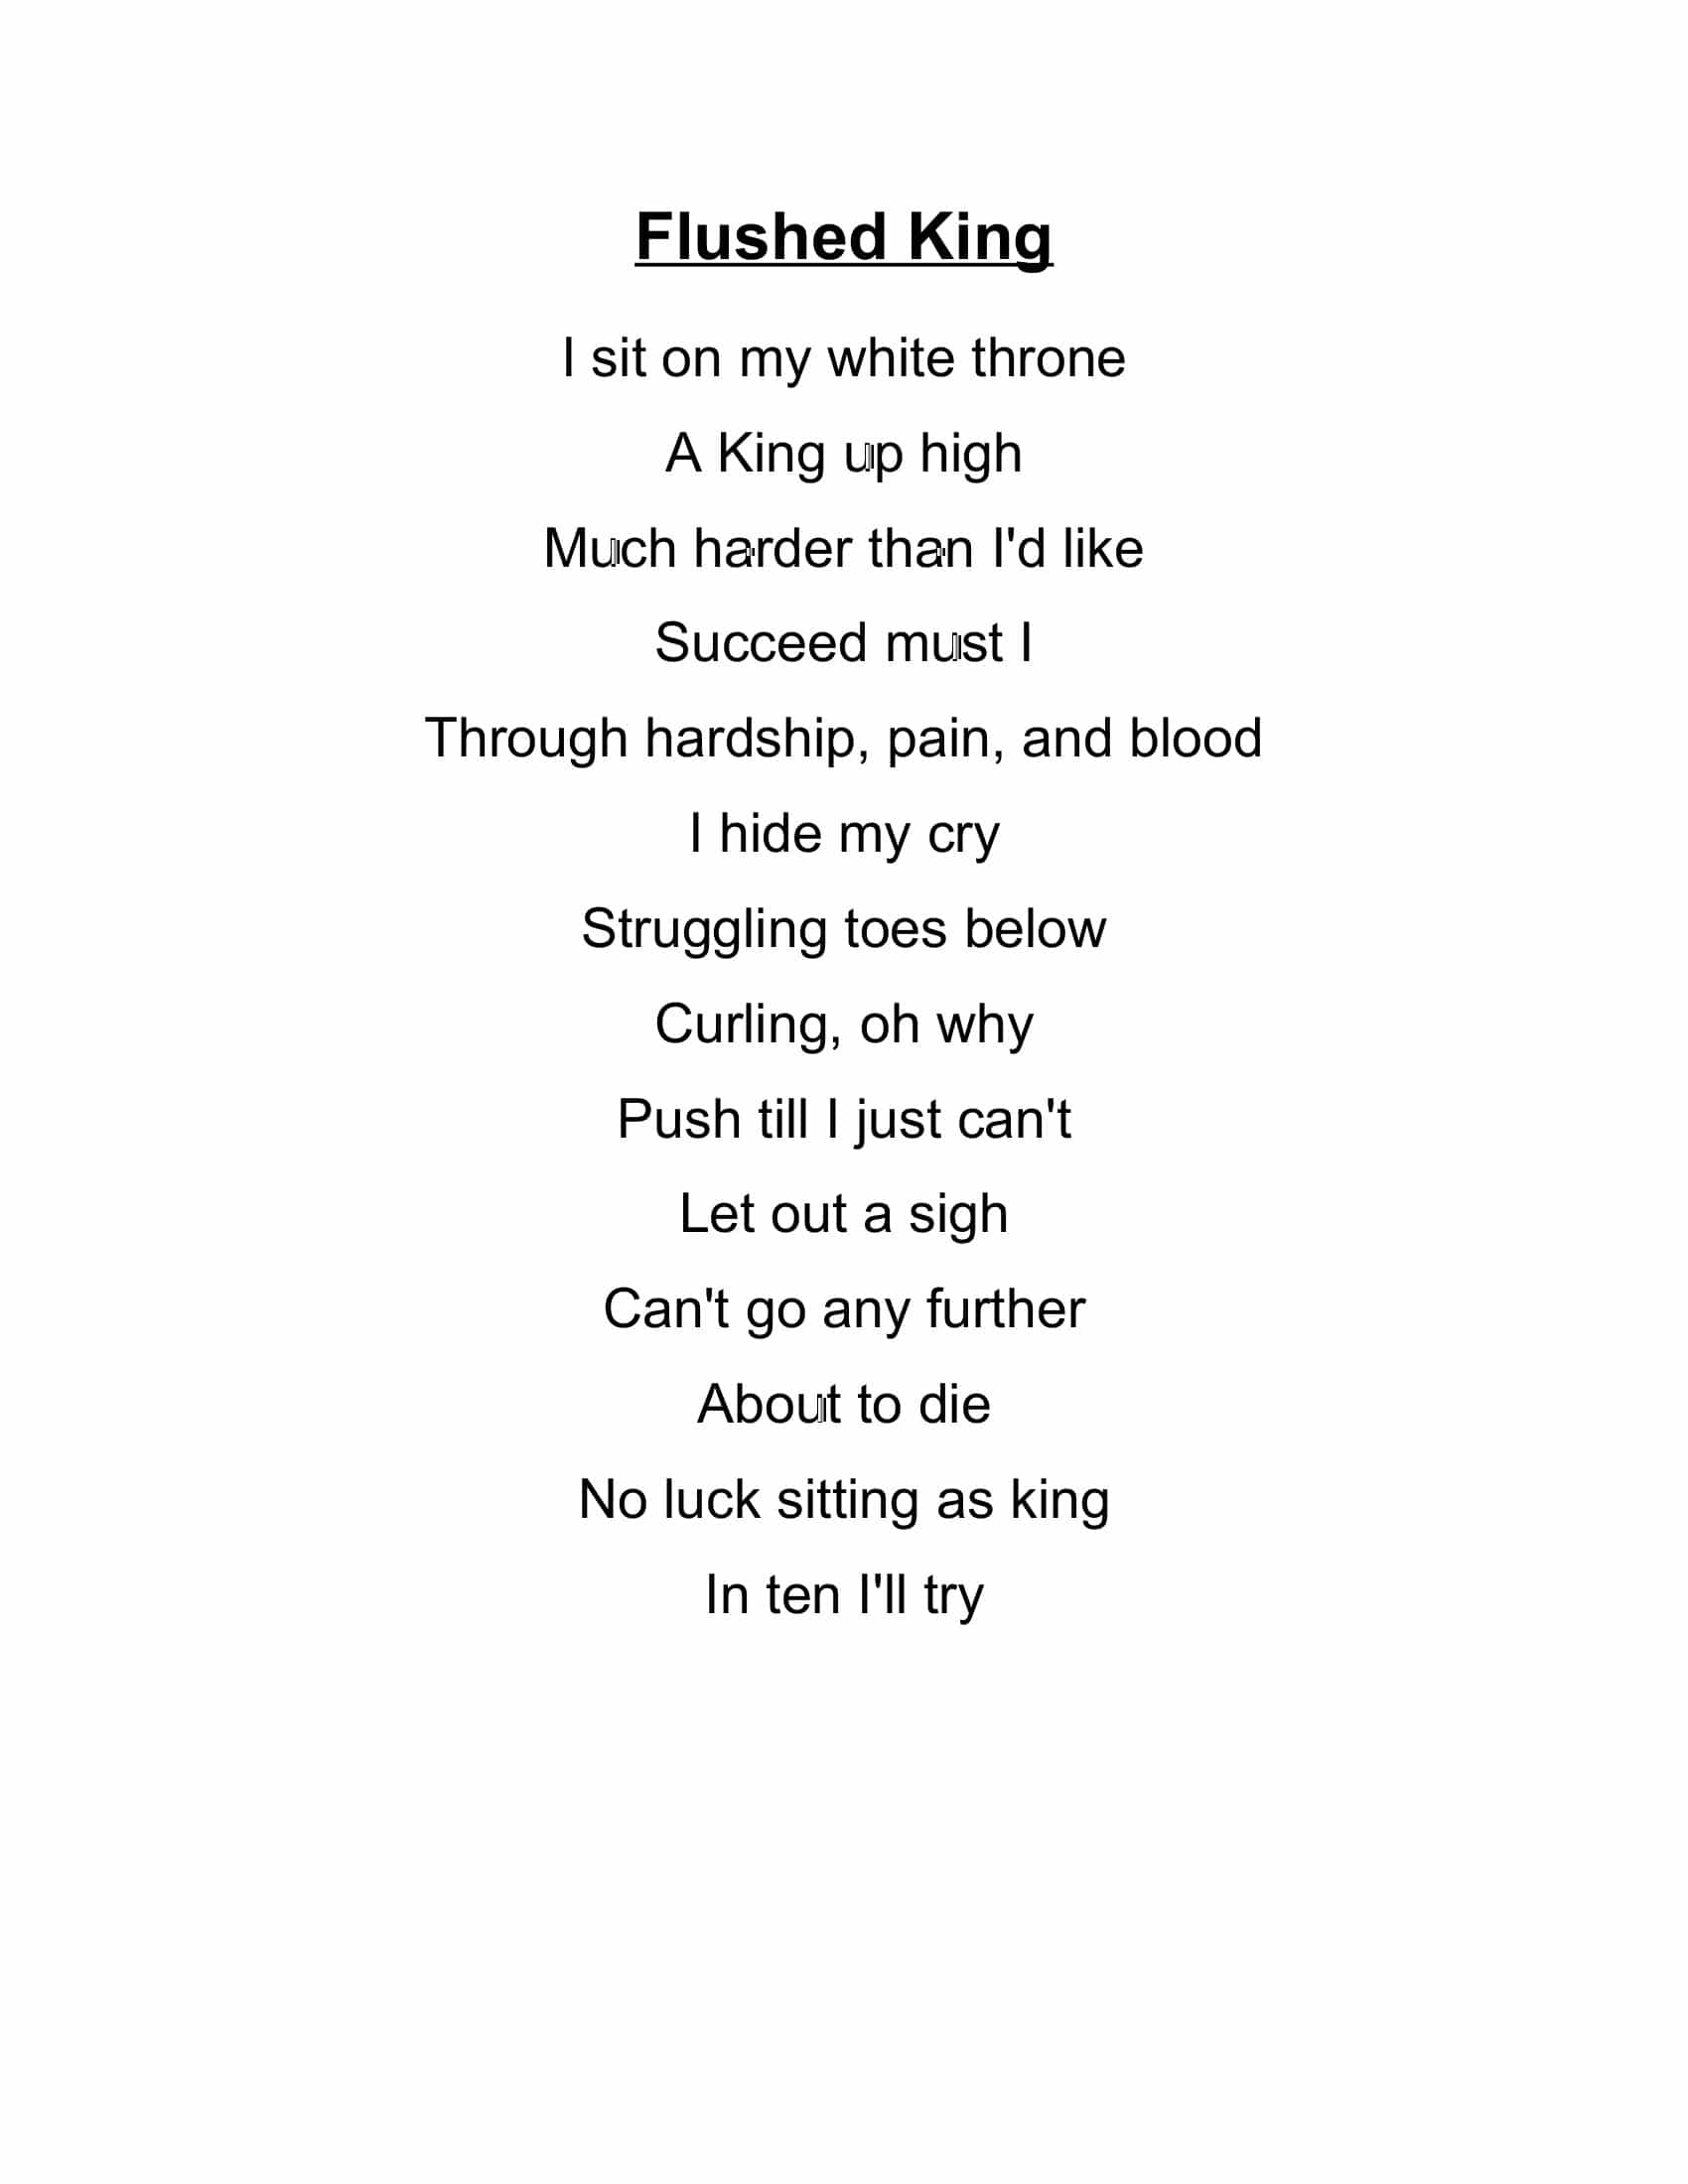 Flushed King
I sit on my white throne
A King up high
Much harder than I'd like
Succeed must I
Through hardship, pain, and blood
I hide my cry
Struggling toes below
Curling, oh why
Push till I just can't
Let out a sigh
Can't go any further
About to die
No luck sitting as king
In ten I'll try